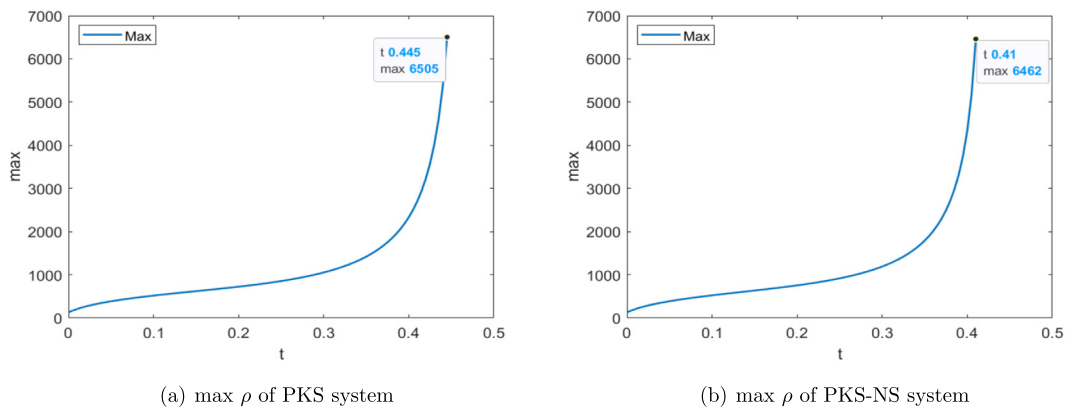 7000
6000
5000
4000
3000
2000
1000
0
max
Max
t 0.445
max 6505
0 0.1 0.2 0.3 0.4 0.5
t
(a) max ρ of PKS system
7000
6000
5000
4000
3000
2000
1000
0
max
Max
t 0.41
max 6462
0 0.1 0.2 0.3 0.4 0.5
t
(b) max ρ of PKS-NS system